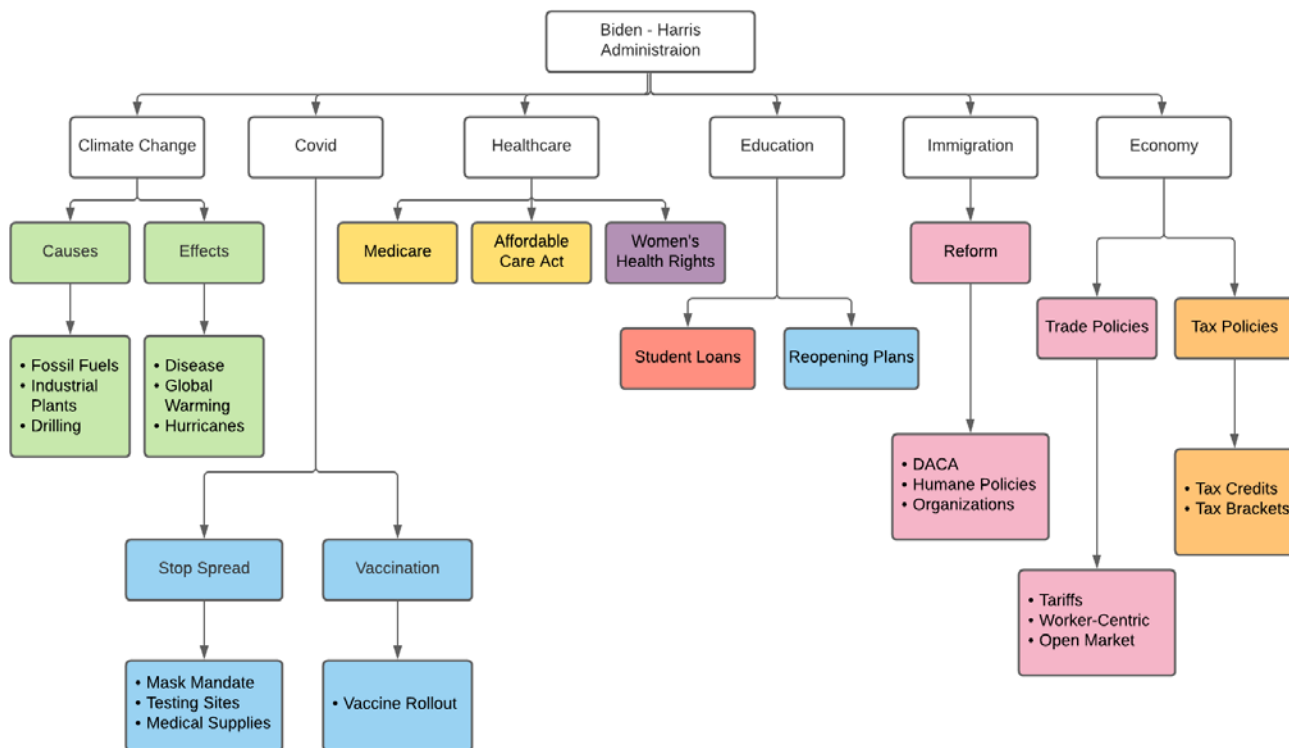 Biden - Harris
Administraion
Climate Change
Covid
Healthcare
Education
Immigration
Economy
Causes
Effects
Medicare
Affordable
Care Act
Women's
Health Rights
Reform
Student Loans
Reopening Plans
Trade Policies
Tax Policies
• Fossil Fuels
• Industrial
Plants
• Drilling
• Disease
• Global
Warming
• Hurricanes
• DACA
• Humane Policies
• Organizations
• Tax Credits
• Tax Brackets
Stop Spread
Vaccination
• Tariffs
• Worker-Centric
• Open Market
• Mask Mandate
• Testing Sites
• Medical Supplies
• Vaccine Rollout